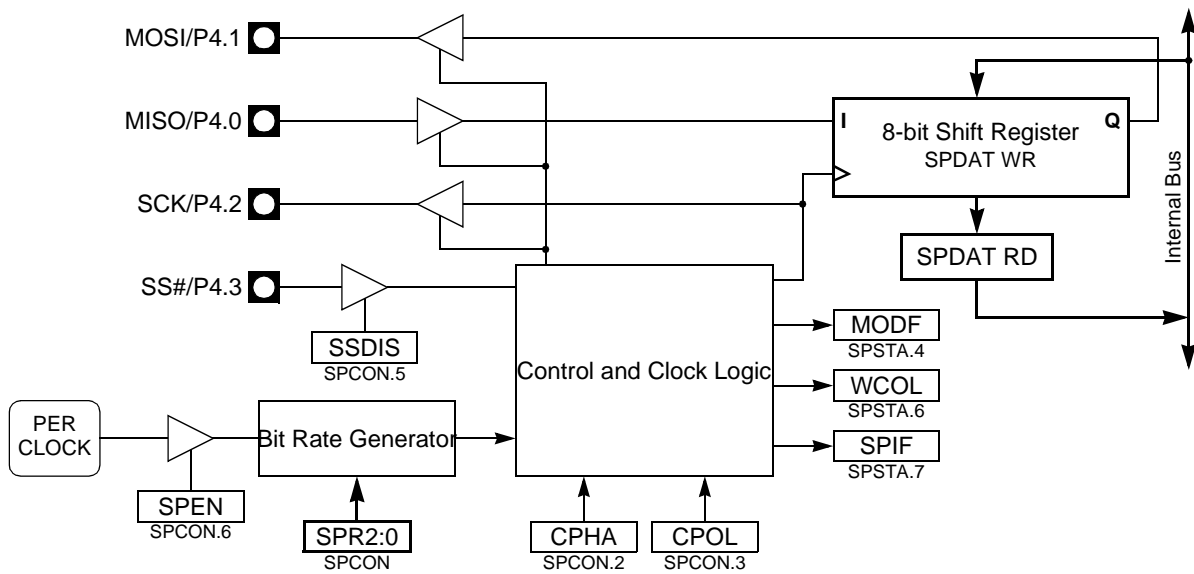 MOSI/P4.1
MISO/P4.0
I
8-bit Shift Register
Q
SPDAT WR
SCK/P4.2
Internal Bus
SPDAT RD
SS#/P4.3
SSDIS
SPCON.5
Control and Clock Logic
MODF
SPSTA.4
WCOL
SPSTA.6
SPIF
SPSTA.7
PER
CLOCK
Bit Rate Generator
SPEN
SPCON.6
SPR2:0
SPCON
CPHA
SPCON.2
CPOL
SPCON.3